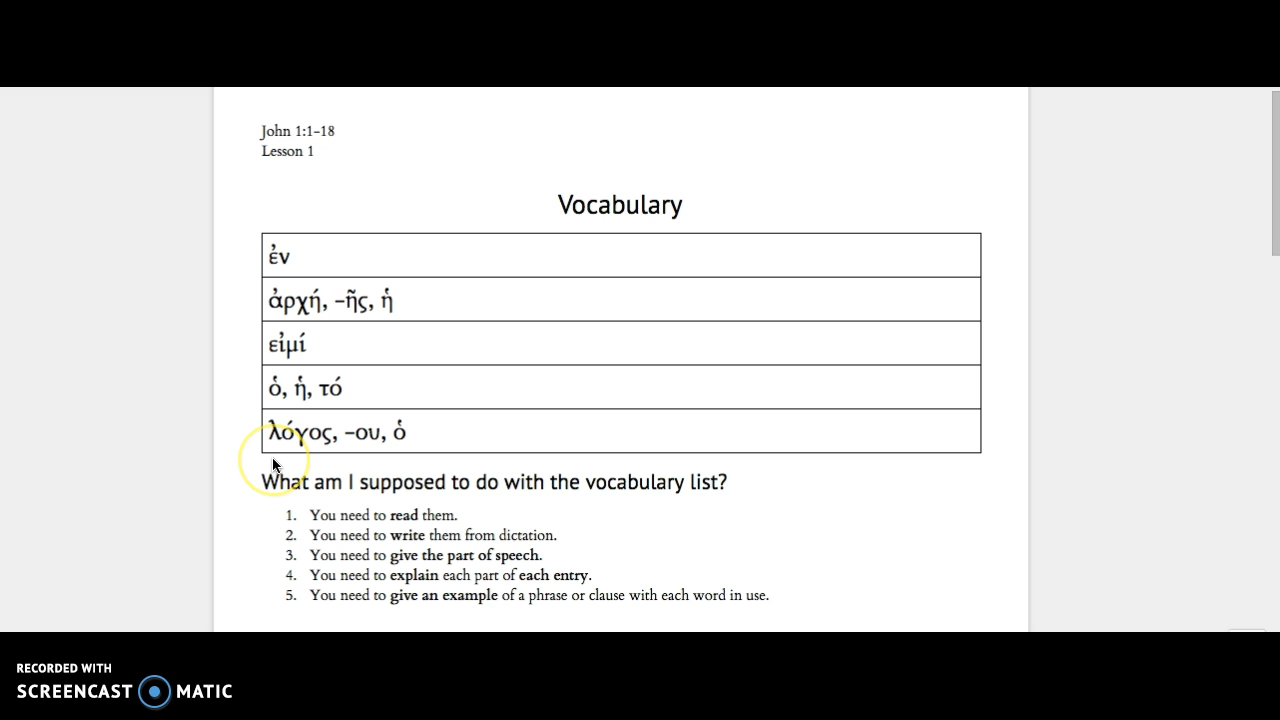 John 1:1–18
Lesson 1
Vocabulary
ἐν
ἀρχή, –ῆς, ἡ
εἰμί
ὁ, ἡ, τό
λόγος, –ου, ὁ
What am I supposed to do with the vocabulary list?
1. You need to read them.
2. You need to write them from dictation.
3. You need to give the part of speech.
4. You need to explain each part of each entry.
5. You need to give an example of a phrase or clause with each word in use.
RECORDED WITH
SCREENCAST MATIC